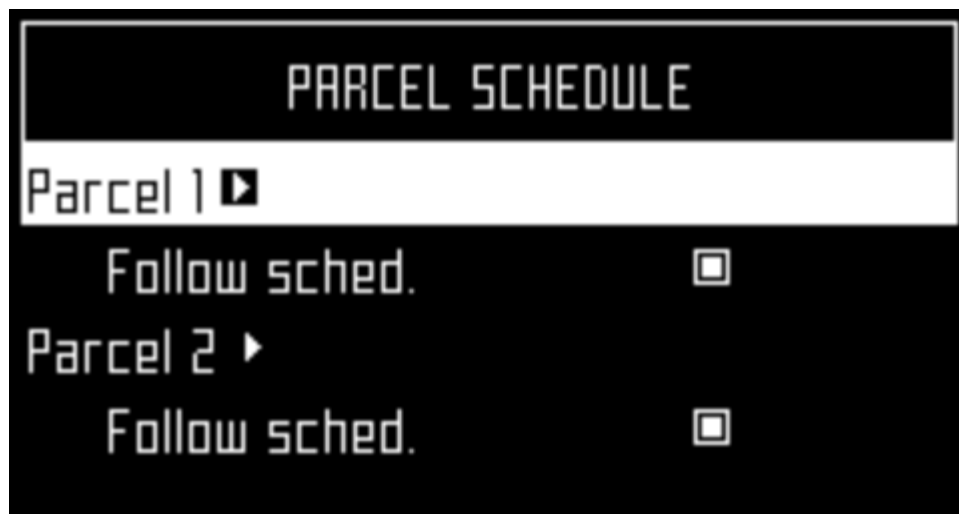 PARCEL SCHEDULE
Parcel 1
Follow sched.
Parcel 2
Follow sched.